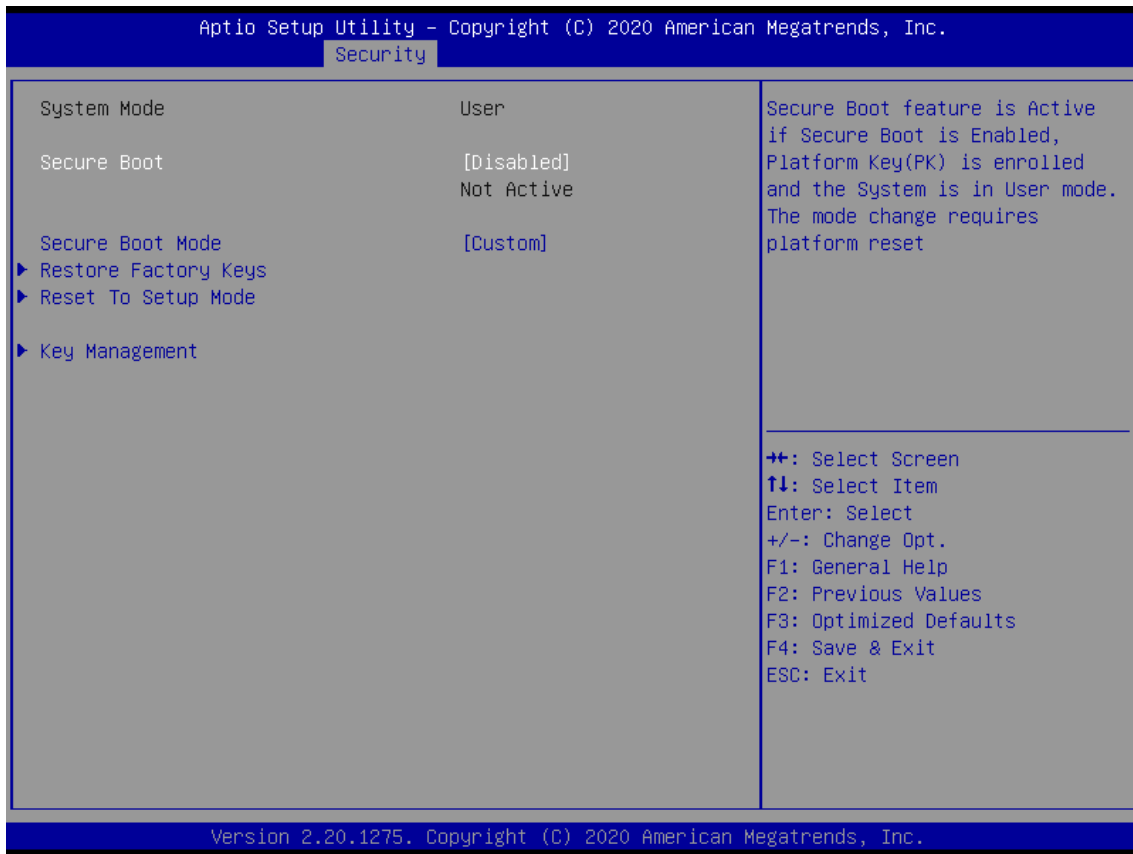 Aptio Setup Utility – Copyright (C) 2020 American Megatrends, Inc.
Security
System Mode User
Secure Boot [Disabled]
Not Active
Secure Boot Mode [Custom]
Restore Factory Keys
Reset To Setup Mode
Key Management
Secure Boot feature is Active
if Secure Boot is Enabled,
Platform Key(PK) is enrolled
and the System is in User mode.
The mode change requires
platform reset
→←: Select Screen
↑↓: Select Item
Enter: Select
+/-: Change Opt.
F1: General Help
F2: Previous Values
F3: Optimized Defaults
F4: Save & Exit
ESC: Exit
Version 2.20.1275. Copyright (C) 2020 American Megatrends, Inc.